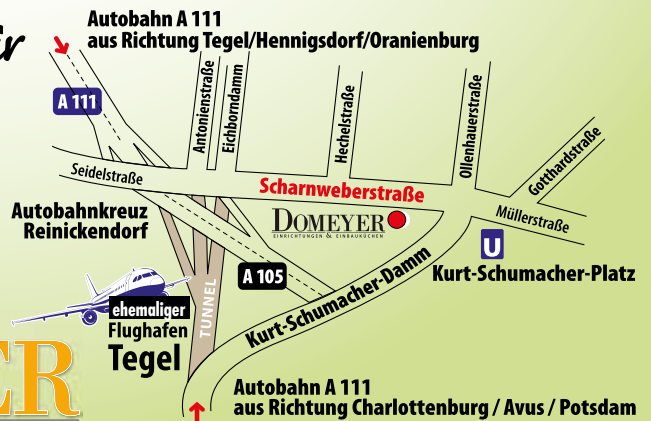 Autobahn A 111
aus Richtung Tegel/Hennigsdorf/Oranienburg
A 111
Antonienstraße
Eichborndamm
Hechelstraße
Ollenhauerstraße
Gotthardstraße
Seidelstraße
Scharnweberstraße
Müllerstraße
Autobahnkreuz
Reinickendorf
DOMEYER
EINRICHTUNGEN & EINBAUKÜCHEN
U
Kurt-Schumacher-Platz
A 105
Kurt-Schumacher-Damm
TUNNEL
ehemaliger
Flughafen
Tegel
ER
Autobahn A 111
aus Richtung Charlottenburg / Avus / Potsdam